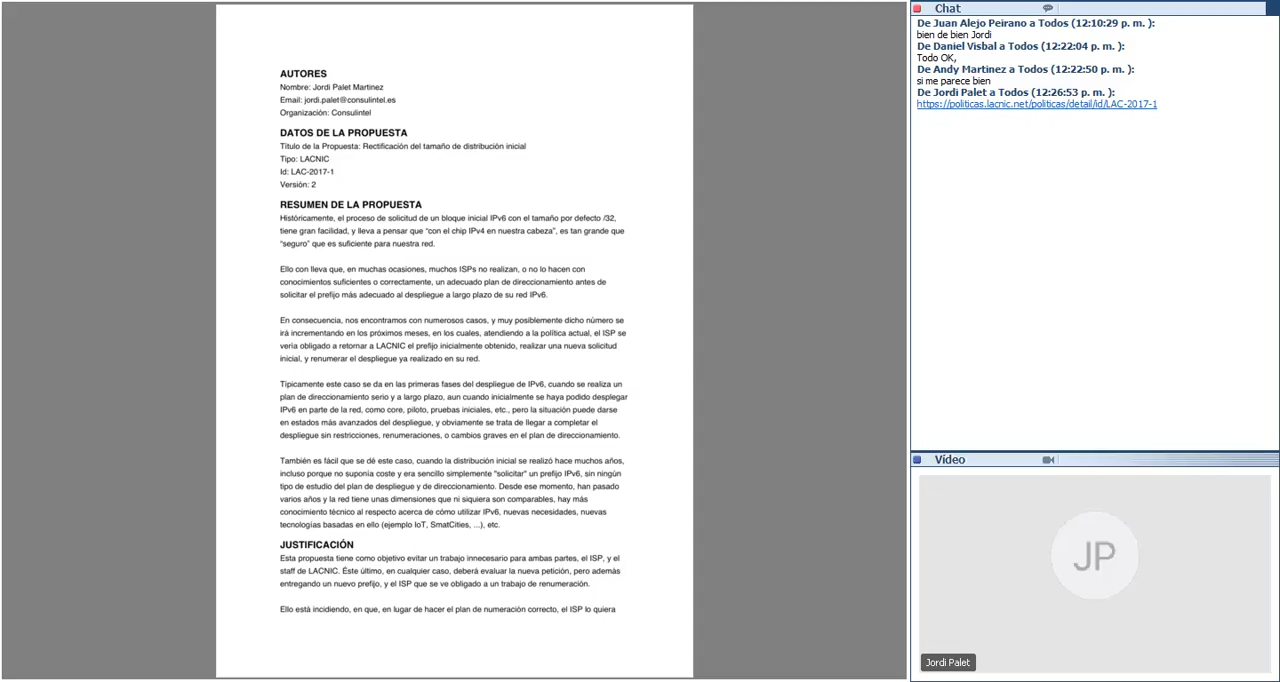 AUTORES
Nombre: Jordi Palet Martinez
Email: jordi.palet@consulintel.es
Organización: Consulintel
DATOS DE LA PROPUESTA
Título de la Propuesta: Rectificación del tamaño de distribución inicial
Tipo: LACNIC
Id: LAC-2017-1
Versión: 2
RESUMEN DE LA PROPUESTA
Históricamente, el proceso de solicitud de un bloque inicial IPv6 con el tamaño por defecto /32,
tiene gran facilidad, y lleva a pensar que "con el chip IPv4 en nuestra cabeza", es tan grande que
"seguro" que es suficiente para nuestra red.
Ello con lleva que, en muchas ocasiones, muchos ISPs no realizan, o no lo hacen con
conocimientos suficientes o correctamente, un adecuado plan de direccionamiento antes de
solicitar el prefijo más adecuado al despliegue a largo plazo de su red IPv6.
En consecuencia, nos encontramos con numerosos casos, y muy posiblemente dicho número se
irá incrementando en los próximos meses, en los cuales, atendiendo a la política actual, el ISP se
vería obligado a retornar a LACNIC el prefijo inicialmente obtenido, realizar una nueva solicitud
inicial, y renumerar el despliegue ya realizado en su red.
Típicamente este caso se da en las primeras fases del despliegue de IPv6, cuando se realiza un
plan de direccionamiento serio y a largo plazo, aun cuando inicialmente se haya podido desplegar
IPv6 en parte de la red, como core, piloto, pruebas iniciales, etc., pero la situación puede darse
en estados más avanzados del despliegue, y obviamente se trata de llegar a completar el
despliegue sin restricciones, renumeraciones, o cambios graves en el plan de direccionamiento.
También es fácil que se dé este caso, cuando la distribución inicial se realizó hace muchos años,
incluso porque no suponía coste y era sencillo simplemente "solicitar" un prefijo IPv6, sin ningún
tipo de estudio del plan de despliegue y de direccionamiento. Desde ese momento, han pasado
varios años y la red tiene unas dimensiones que ni siquiera son comparables, hay más
conocimiento técnico al respecto acerca de cómo utilizar IPv6, nuevas necesidades, nuevas
tecnologías basadas en ello (ejemplo IoT, SmatCities, ...), etc.
JUSTIFICACIÓN
Esta propuesta tiene como objetivo evitar un trabajo innecesario para ambas partes, el ISP, y el
staff de LACNIC. Éste último, en cualquier caso, deberá evaluar la nueva petición, pero además
entregando un nuevo prefijo, y el ISP que se ve obligado a un trabajo de renumeración.
Ello está incidiendo, en que, en lugar de hacer el plan de numeración correcto, el ISP lo quiera
Chat
De Juan Alejo Peirano a Todos (12:10:29 p. m. ):
bien de bien Jordi
De Daniel Visbal a Todos (12:22:04 p. m. ):
Todo OK,
De Andy Martinez a Todos (12:22:50 p. m. ):
si me parece bien
De Jordi Palet a Todos (12:26:53 p. m. ):
https://politicas.lacnic.net/politicas/detail/id/LAC-2017-1
Vídeo
JP
Jordi Palet